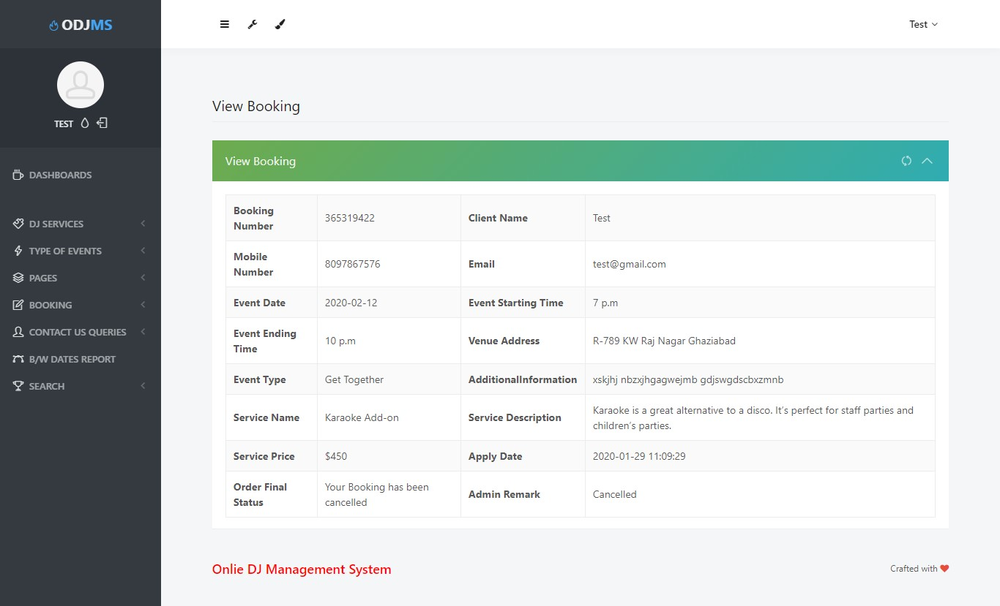 ODJMS
Test
TEST
DASHBOARDS
DJ SERVICES
TYPE OF EVENTS
PAGES
BOOKING
CONTACT US QUERIES
B/W DATES REPORT
SEARCH
View Booking
View Booking
Booking
Number
365319422
Client Name
Test
Mobile
Number
8097867576
Email
test@gmail.com
Event Date
2020-02-12
Event Starting Time
7 p.m
Event Ending
Time
10 p.m
Venue Address
R-789 KW Raj Nagar Ghaziabad
Event Type
Get Together
AdditionalInformation
xskjhj nbzxjhgagwejmb gdjswgdscbxzmnb
Service Name
Karaoke Add-on
Service Description
Karaoke is a great alternative to a disco. It’s perfect for staff parties and
children’s parties.
Service Price
$450
Apply Date
2020-01-29 11:09:29
Order Final
Status
Your Booking has been
cancelled
Admin Remark
Cancelled
Onlie DJ Management System
Crafted with